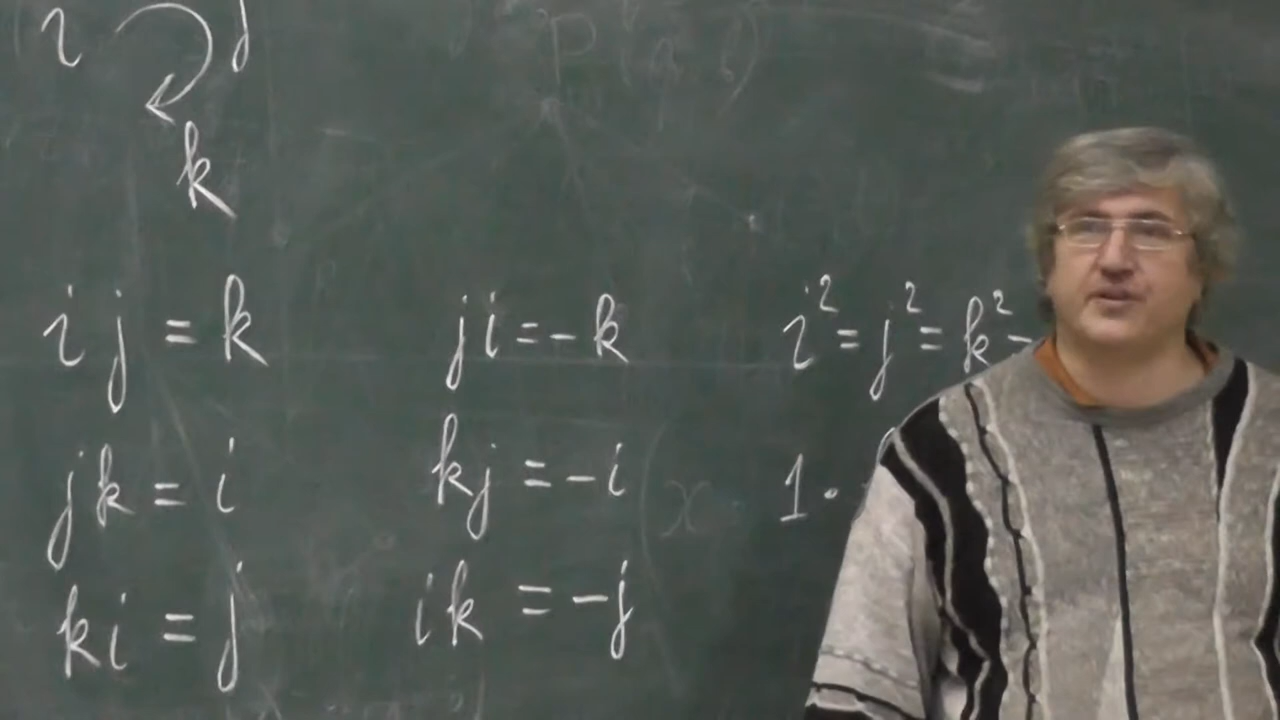 i j
k
ij = k ji = -k i² = j² = k² =
jk = i kj = -i 1 ·
ki = j ik = -j